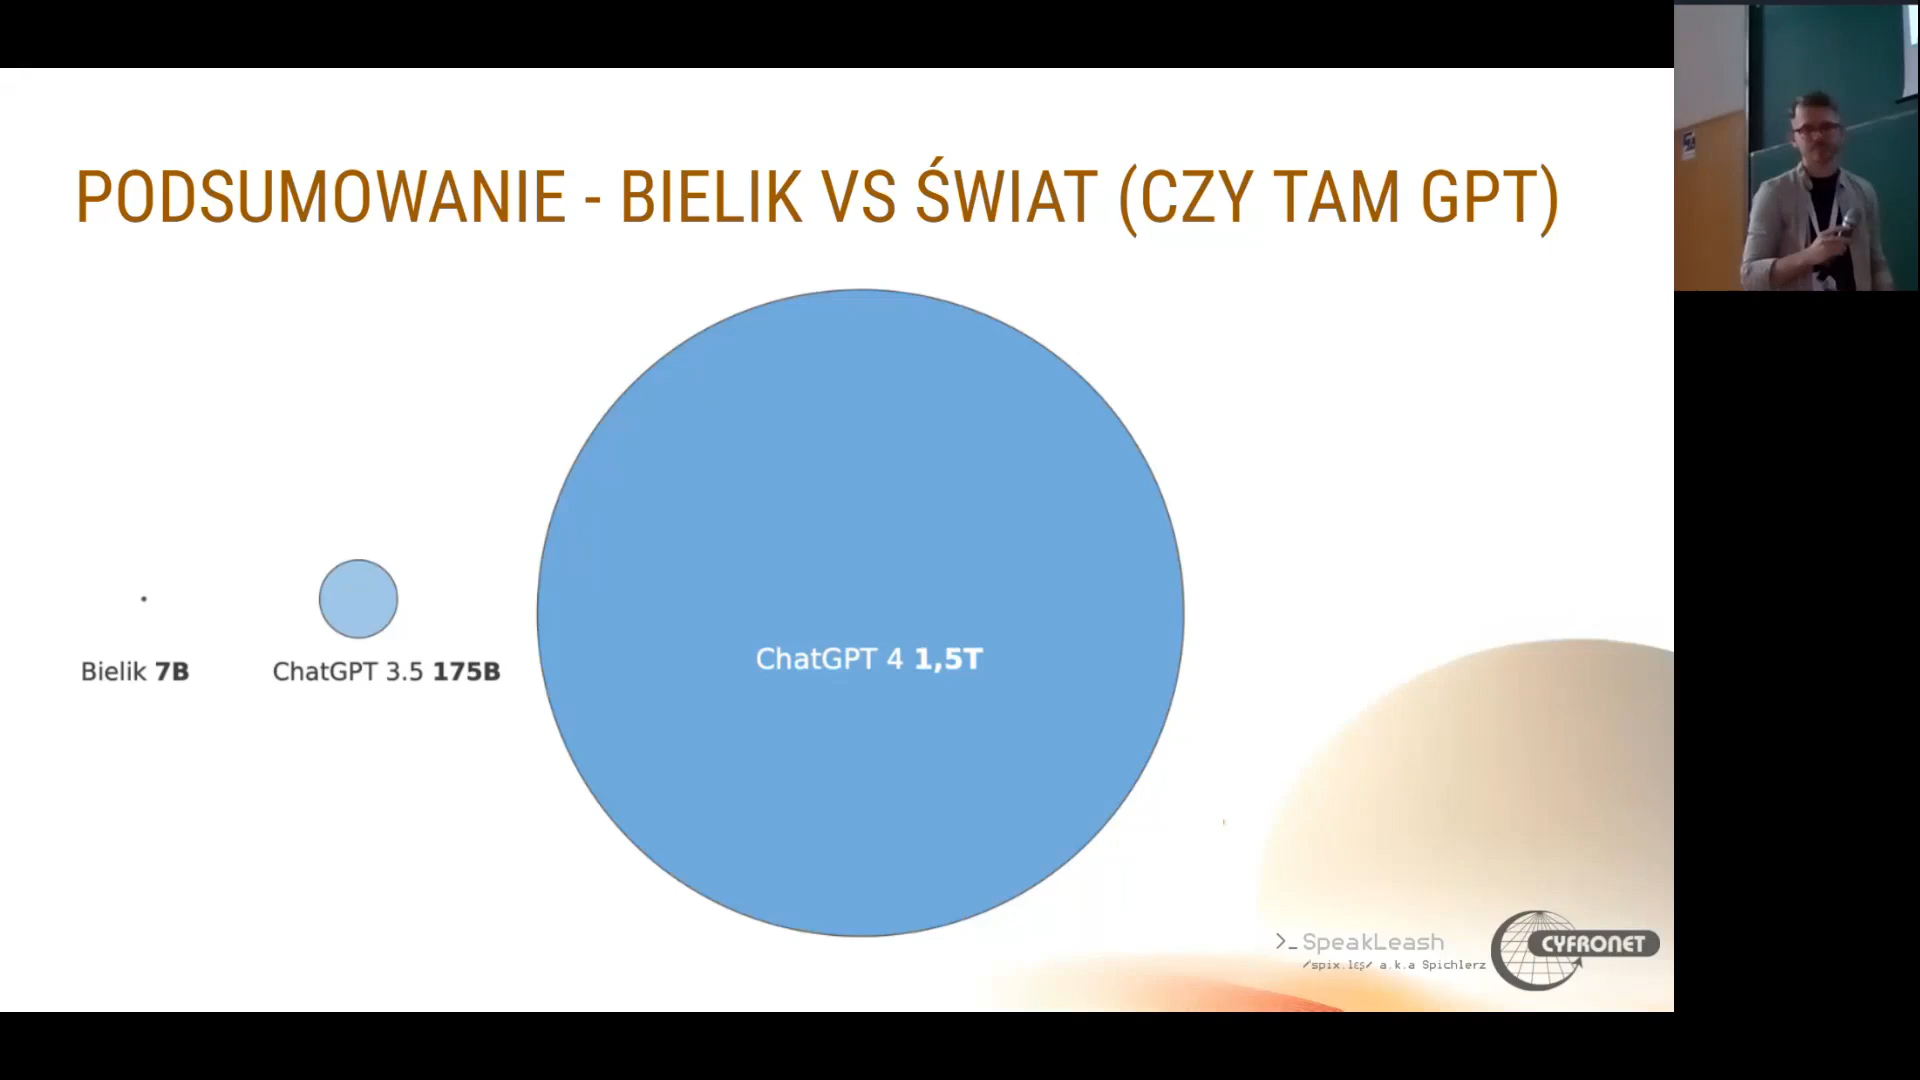 PODSUMOWANIE - BIELIK VS ŚWIAT (CZY TAM GPT)
Bielik 7B
ChatGPT 3.5 175B
ChatGPT 4 1,5T
>_ SpeakLeash
/spix.lɛʂ/ a.k.a Spichlerz
CYFRONET